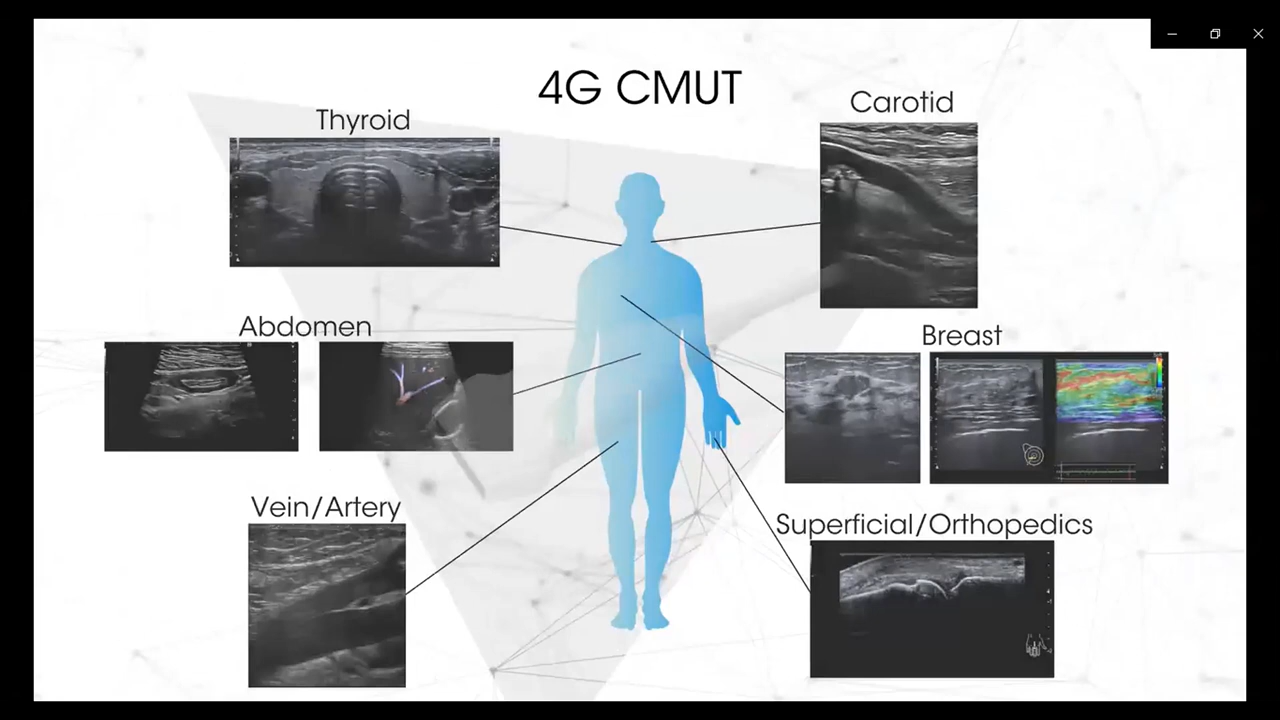 4G CMUT
Thyroid
Carotid
Abdomen
Breast
Vein/Artery
Superficial/Orthopedics